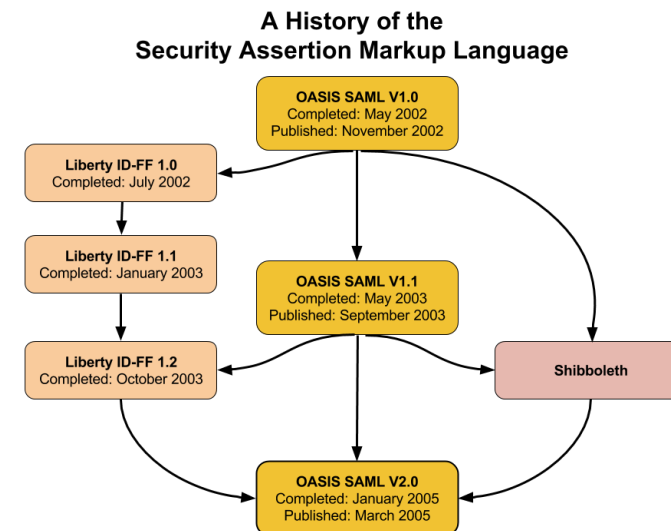 A History of the
Security Assertion Markup Language
OASIS SAML V1.0
Completed: May 2002
Published: November 2002
Liberty ID-FF 1.0
Completed: July 2002
Liberty ID-FF 1.1
Completed: January 2003
OASIS SAML V1.1
Completed: May 2003
Published: September 2003
Liberty ID-FF 1.2
Completed: October 2003
Shibboleth
OASIS SAML V2.0
Completed: January 2005
Published: March 2005